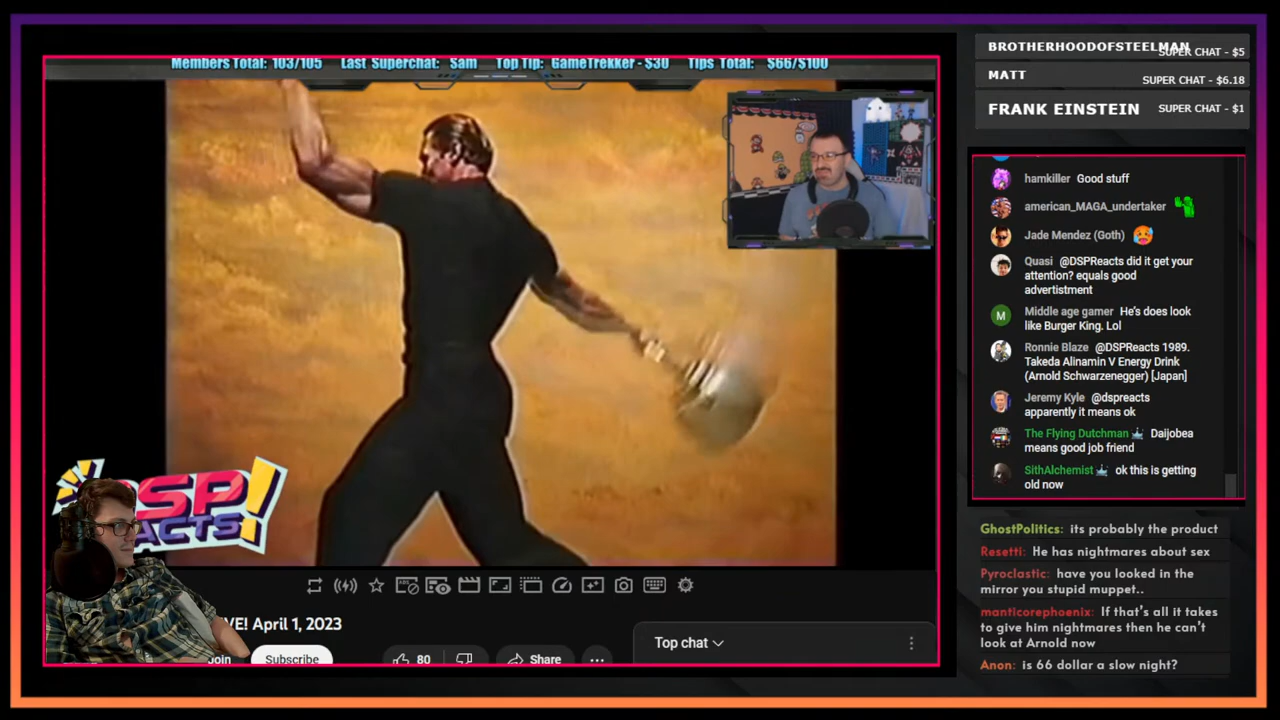 Members Total: 103/105 Last Superchat: Sam Top Tip: GameTrekker - $30 Tips Total: $66/$100
DSP
REACTS!
VE! April 1, 2023
Join
Subscribe
80
Share
Top chat
BROTHERHOODOFSTEELMAN SUPER CHAT - $5
MATT SUPER CHAT - $6.18
FRANK EINSTEIN SUPER CHAT - $1
hamkiller Good stuff
american_MAGA_undertaker
Jade Mendez (Goth)
Quasi @DSPReacts did it get your
attention? equals good
advertistment
M
Middle age gamer He's does look
like Burger King. Lol
Ronnie Blaze @DSPReacts 1989.
Takeda Alinamin V Energy Drink
(Arnold Schwarzenegger) [Japan]
Jeremy Kyle @dspreacts
apparently it means ok
The Flying Dutchman Daijobea
means good job friend
SithAlchemist ok this is getting
old now
GhostPolitics: its probably the product
Resetti: He has nightmares about sex
Pyroclastic: have you looked in the
mirror you stupid muppet..
manticorephoenix: If that's all it takes
to give him nightmares then he can't
look at Arnold now
Anon: is 66 dollar a slow night?